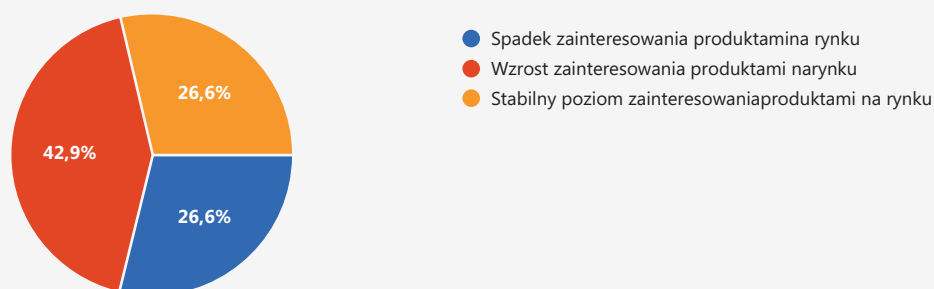 26,6%
42,9%
26,6%
Spadek zainteresowania produktamina rynku
Wzrost zainteresowania produktami narynku
Stabilny poziom zainteresowaniaproduktami na rynku